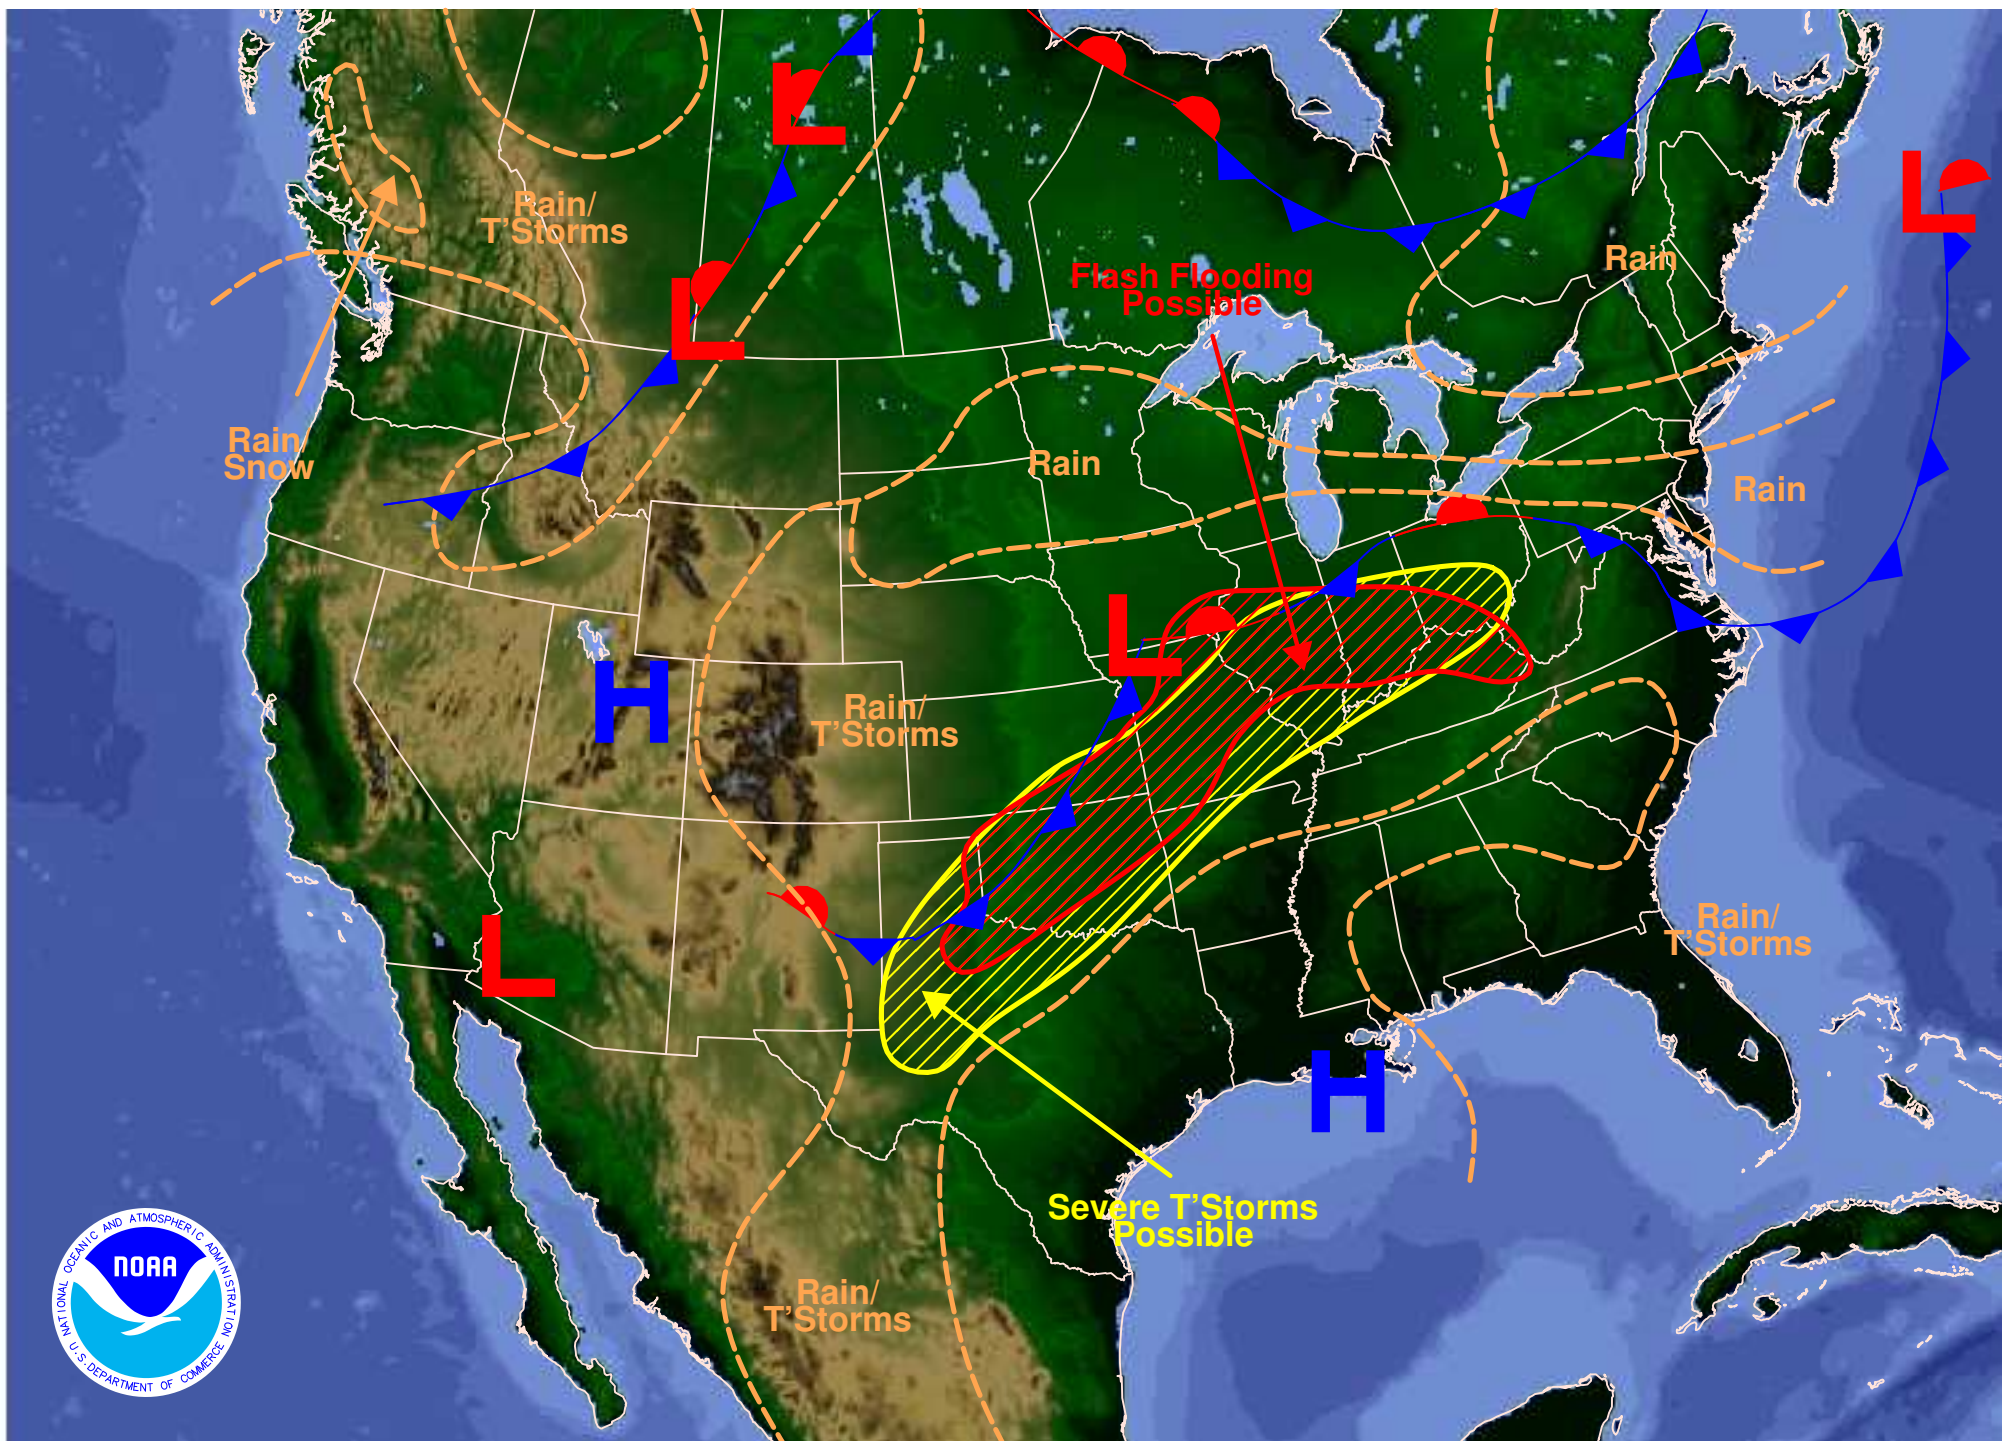 L
L
Rain/
T'Storms
Rain
Flash Flooding
Possible
L
Rain/
Snow
Rain
Rain
L
H
Rain/
T'Storms
L
Rain/
T'Storms
H
Severe T'Storms
Possible
Rain/
T'Storms
L
NATIONAL OCEANIC AND ATMOSPHERIC ADMINISTRATION
NOAA
U.S. DEPARTMENT OF COMMERCE